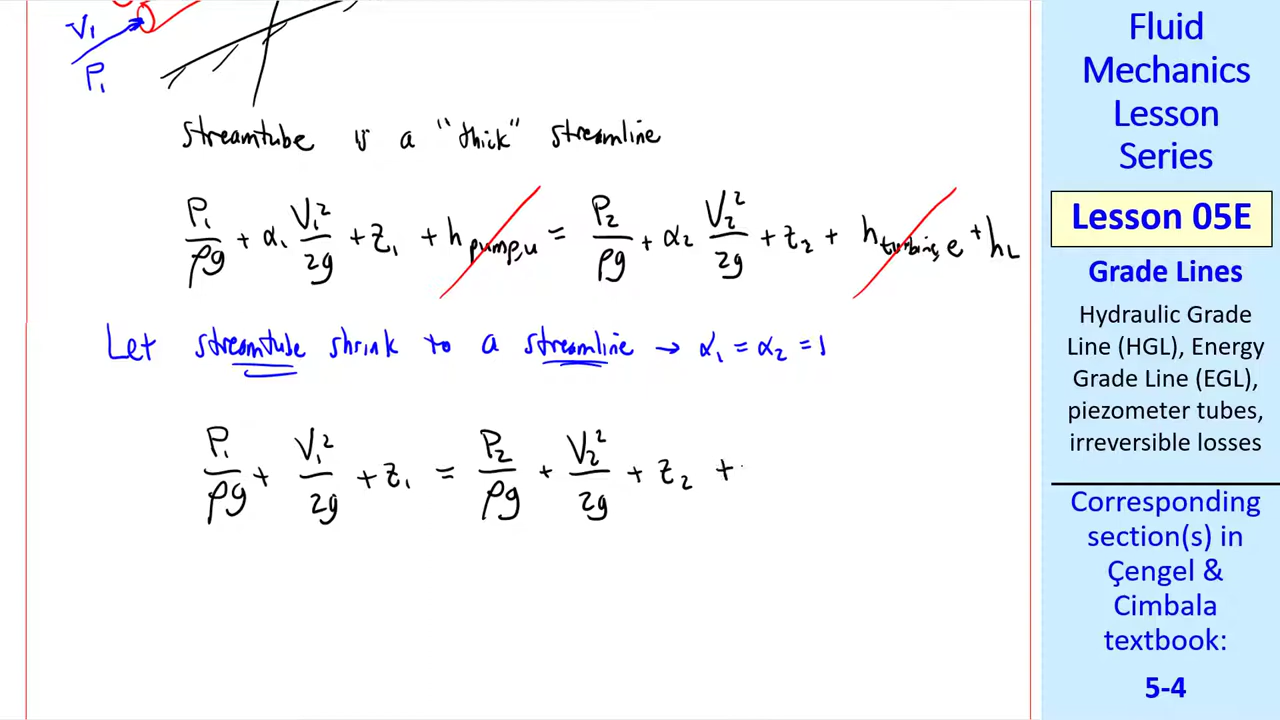 V₁
P₁
streamtube is a "thick" streamline
P₁/ρg + α₁ V₁²/2g + z₁ + h pump,u = P₂/ρg + α₂ V₂²/2g + z₂ + h turbine,e + h_L
Let streamtube shrink to a streamline → α₁ = α₂ = 1
P₁/ρg + V₁²/2g + z₁ = P₂/ρg + V₂²/2g + z₂ +
Fluid
Mechanics
Lesson
Series
Lesson 05E
Grade Lines
Hydraulic Grade
Line (HGL), Energy
Grade Line (EGL),
piezometer tubes,
irreversible losses
Corresponding
section(s) in
Çengel &
Cimbala
textbook:
5-4